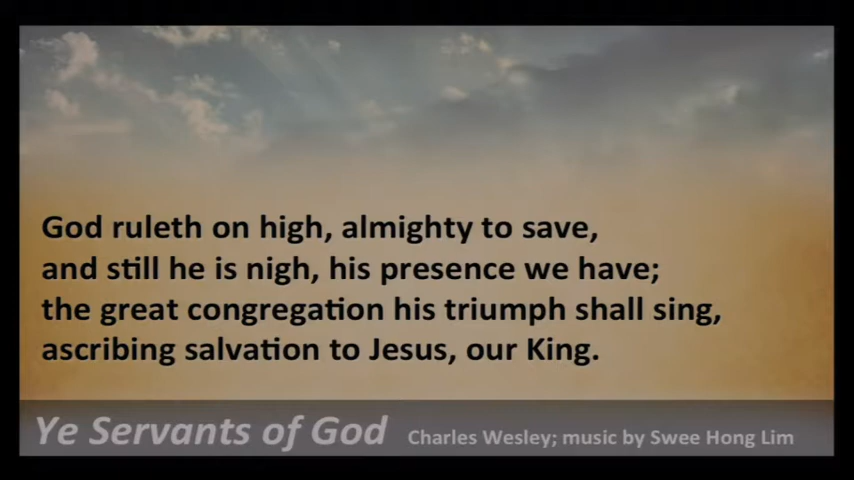 God ruleth on high, almighty to save,
and still he is nigh, his presence we have;
the great congregation his triumph shall sing,
ascribing salvation to Jesus, our King.
Ye Servants of God Charles Wesley; music by Swee Hong Lim